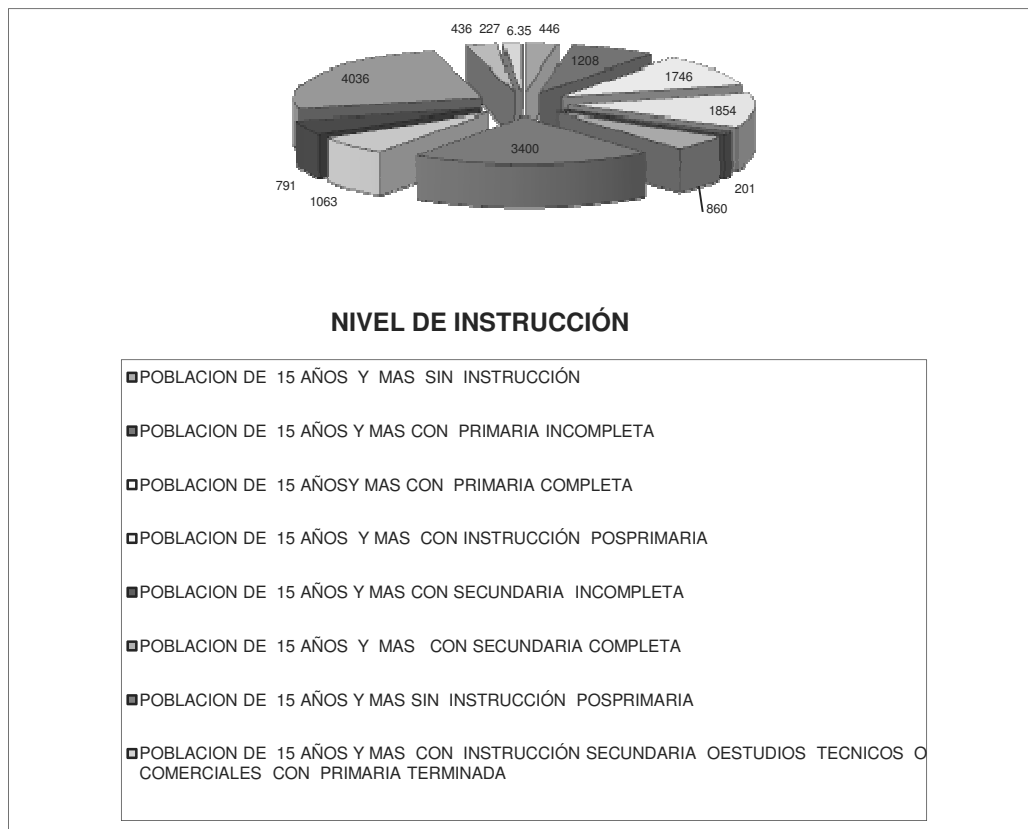 436 227 6.35 446
1208
4036
1746
1854
3400
791
201
1063
860
NIVEL DE INSTRUCCIÓN
POBLACION DE 15 AÑOS Y MAS SIN INSTRUCCIÓN
POBLACION DE 15 AÑOS Y MAS CON PRIMARIA INCOMPLETA
POBLACION DE 15 AÑOSY MAS CON PRIMARIA COMPLETA
POBLACION DE 15 AÑOS Y MAS CON INSTRUCCIÓN POSPRIMARIA
POBLACION DE 15 AÑOS Y MAS CON SECUNDARIA INCOMPLETA
POBLACION DE 15 AÑOS Y MAS CON SECUNDARIA COMPLETA
POBLACION DE 15 AÑOS Y MAS SIN INSTRUCCIÓN POSPRIMARIA
POBLACION DE 15 AÑOS Y MAS CON INSTRUCCIÓN SECUNDARIA OESTUDIOS TECNICOS O
COMERCIALES CON PRIMARIA TERMINADA